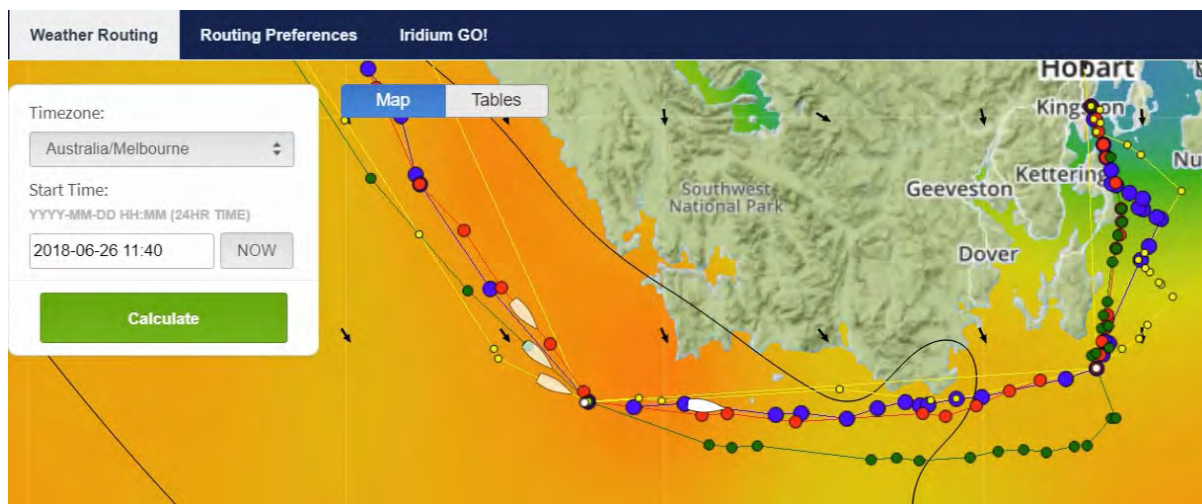 Weather Routing
Routing Preferences
Iridium GO!
Map
Tables
Timezone:
Australia/Melbourne
Start Time:
YYYY-MM-DD HH:MM (24HR TIME)
2018-06-26 11:40
NOW
Calculate
Hobart
Kettering
Nu
Southwest
National Park
Geeveston
Dover